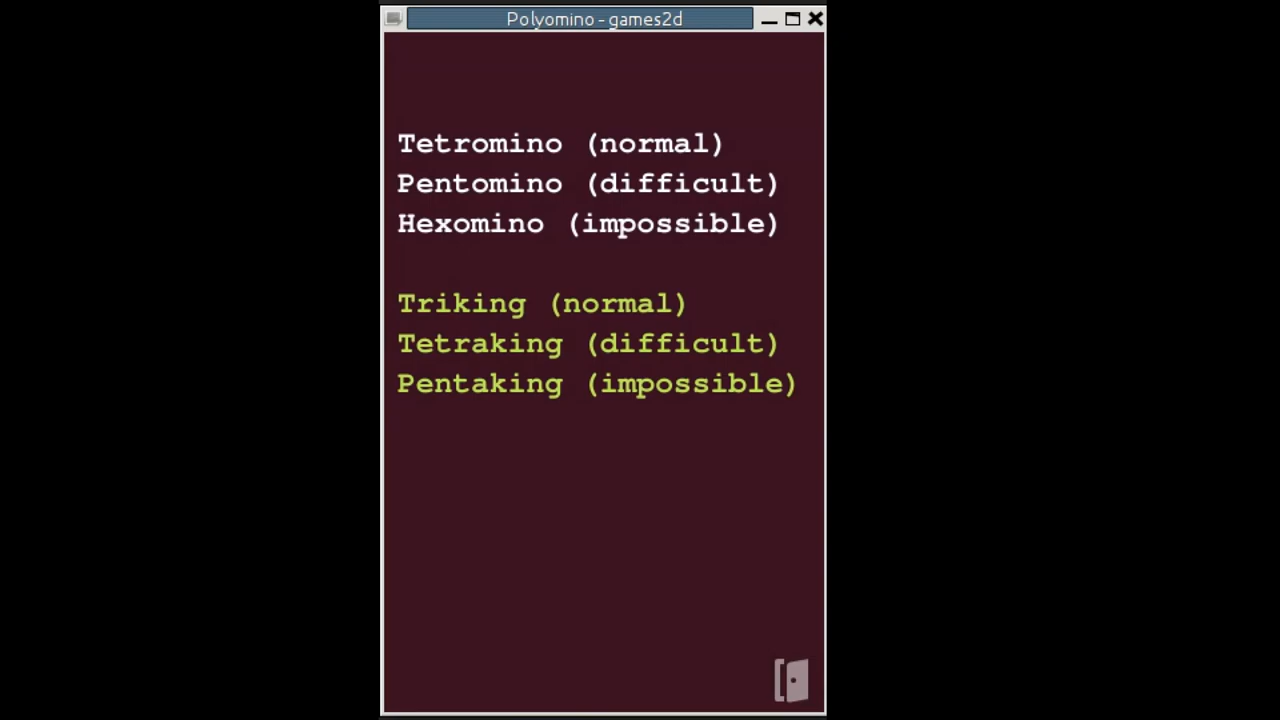 Polyomino - games2d
Tetromino (normal)
Pentomino (difficult)
Hexomino (impossible)
Triking (normal)
Tetraking (difficult)
Pentaking (impossible)